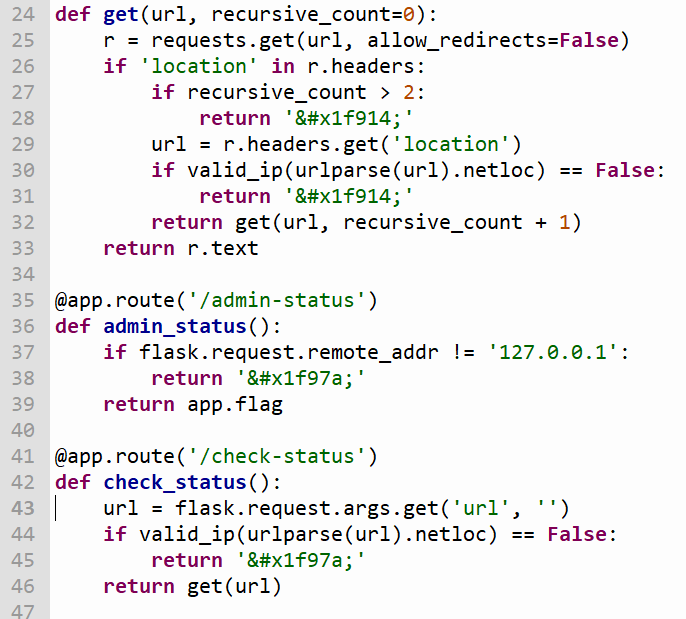 24 def get(url, recursive_count=0):
25     r = requests.get(url, allow_redirects=False)
26     if 'location' in r.headers:
27         if recursive_count > 2:
28             return '&#x1f914;'
29         url = r.headers.get('location')
30         if valid_ip(urlparse(url).netloc) == False:
31             return '&#x1f914;'
32         return get(url, recursive_count + 1)
33     return r.text
34
35 @app.route('/admin-status')
36 def admin_status():
37     if flask.request.remote_addr != '127.0.0.1':
38         return '&#x1f97a;'
39     return app.flag
40
41 @app.route('/check-status')
42 def check_status():
43     url = flask.request.args.get('url', '')
44     if valid_ip(urlparse(url).netloc) == False:
45         return '&#x1f97a;'
46     return get(url)
47